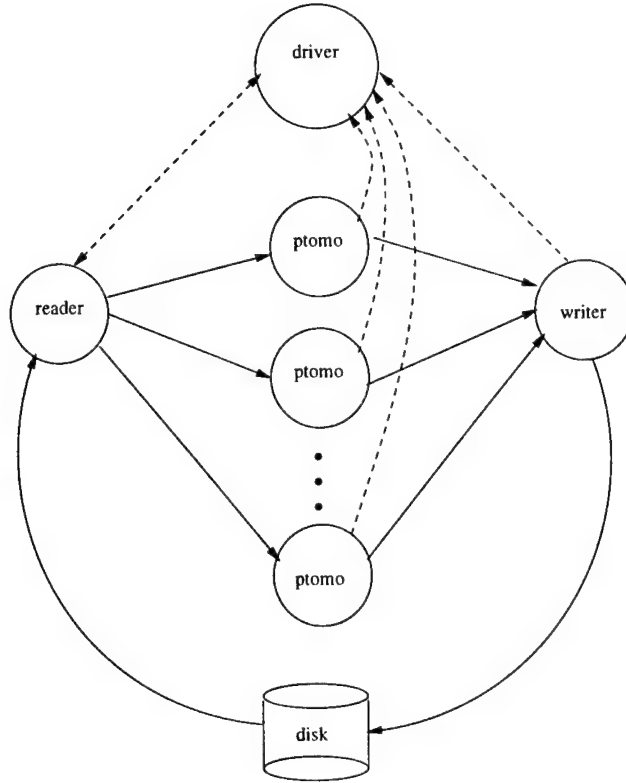 driver
ptomo
reader
writer
ptomo
ptomo
disk